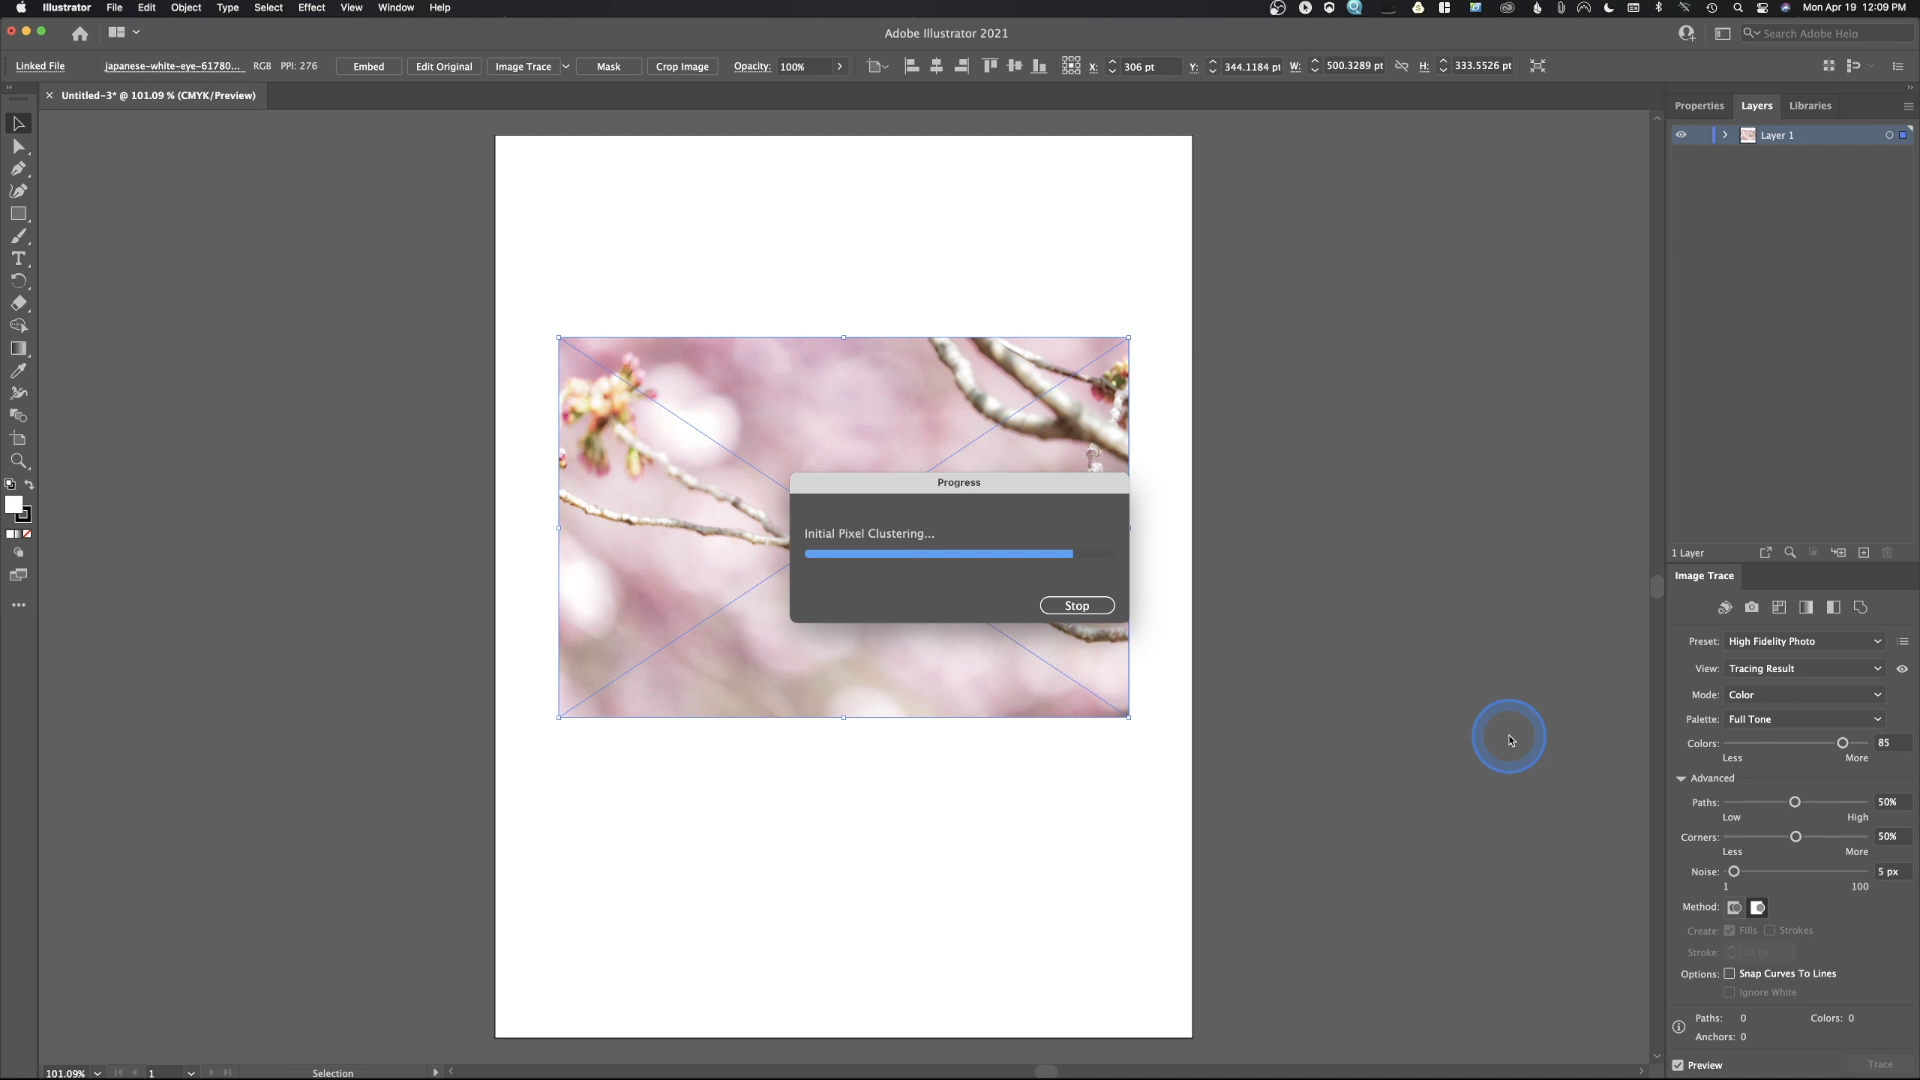 Illustrator File Edit Object Type Select Effect View Window Help
Mon Apr 19 12:09 PM
Adobe Illustrator 2021
Search Adobe Help
Linked File japanese-white-eye-61780... RGB PPI: 276 Embed Edit Original Image Trace Mask Crop Image Opacity: 100% X: 306 pt Y: 344.1184 pt W: 500.3289 pt H: 333.5526 pt
Untitled-3* @ 101.09 % (CMYK/Preview)
Properties Layers Libraries
Layer 1
Progress
Initial Pixel Clustering...
Stop
1 Layer
Image Trace
Preset: High Fidelity Photo
View: Tracing Result
Mode: Color
Palette: Full Tone
Colors: 85
Less More
Advanced
Paths: 50%
Low High
Corners: 50%
Less More
Noise: 5 px
1 100
Method:
Create: Fills Strokes
Stroke: 10 px
Options: Snap Curves To Lines
Ignore White
Paths: 0 Colors: 0
Anchors: 0
Preview Trace
101.09% 1 Selection